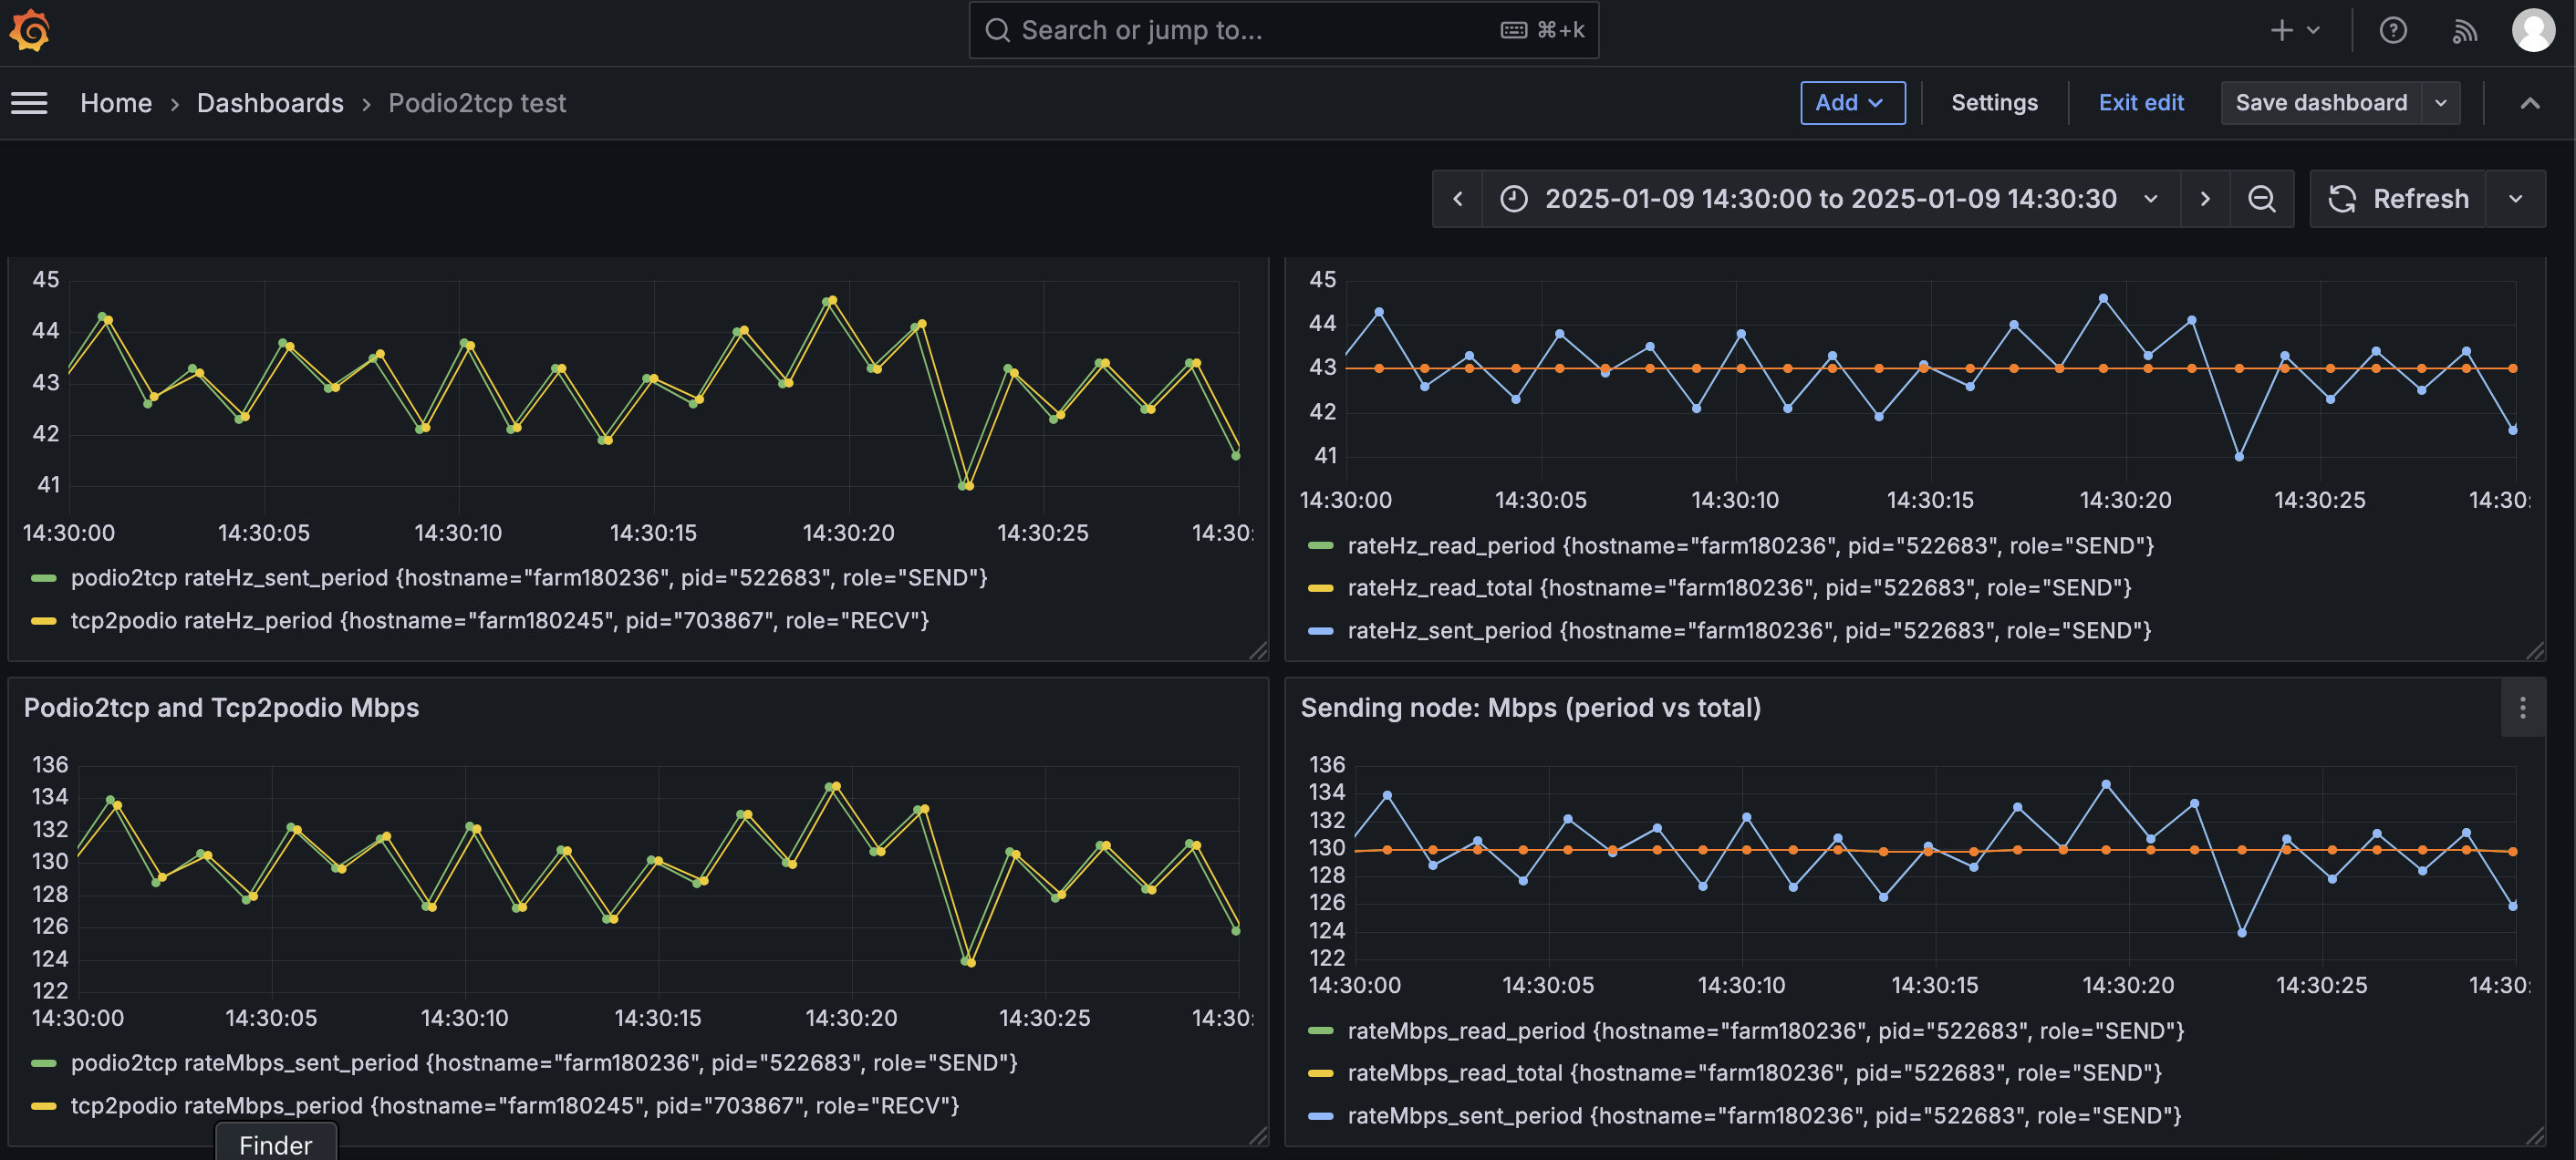 Search or jump to...
⌘+k
Home › Dashboards › Podio2tcp test
Add
Settings
Exit edit
Save dashboard
2025-01-09 14:30:00 to 2025-01-09 14:30:30
Refresh
45
44
43
42
41
14:30:00 14:30:05 14:30:10 14:30:15 14:30:20 14:30:25 14:30:
podio2tcp rateHz_sent_period {hostname="farm180236", pid="522683", role="SEND"}
tcp2podio rateHz_period {hostname="farm180245", pid="703867", role="RECV"}
45
44
43
42
41
14:30:00 14:30:05 14:30:10 14:30:15 14:30:20 14:30:25 14:30:
rateHz_read_period {hostname="farm180236", pid="522683", role="SEND"}
rateHz_read_total {hostname="farm180236", pid="522683", role="SEND"}
rateHz_sent_period {hostname="farm180236", pid="522683", role="SEND"}
Podio2tcp and Tcp2podio Mbps
136
134
132
130
128
126
124
122
14:30:00 14:30:05 14:30:10 14:30:15 14:30:20 14:30:25 14:30:
podio2tcp rateMbps_sent_period {hostname="farm180236", pid="522683", role="SEND"}
tcp2podio rateMbps_period {hostname="farm180245", pid="703867", role="RECV"}
Finder
Sending node: Mbps (period vs total)
136
134
132
130
128
126
124
122
14:30:00 14:30:05 14:30:10 14:30:15 14:30:20 14:30:25 14:30:
rateMbps_read_period {hostname="farm180236", pid="522683", role="SEND"}
rateMbps_read_total {hostname="farm180236", pid="522683", role="SEND"}
rateMbps_sent_period {hostname="farm180236", pid="522683", role="SEND"}